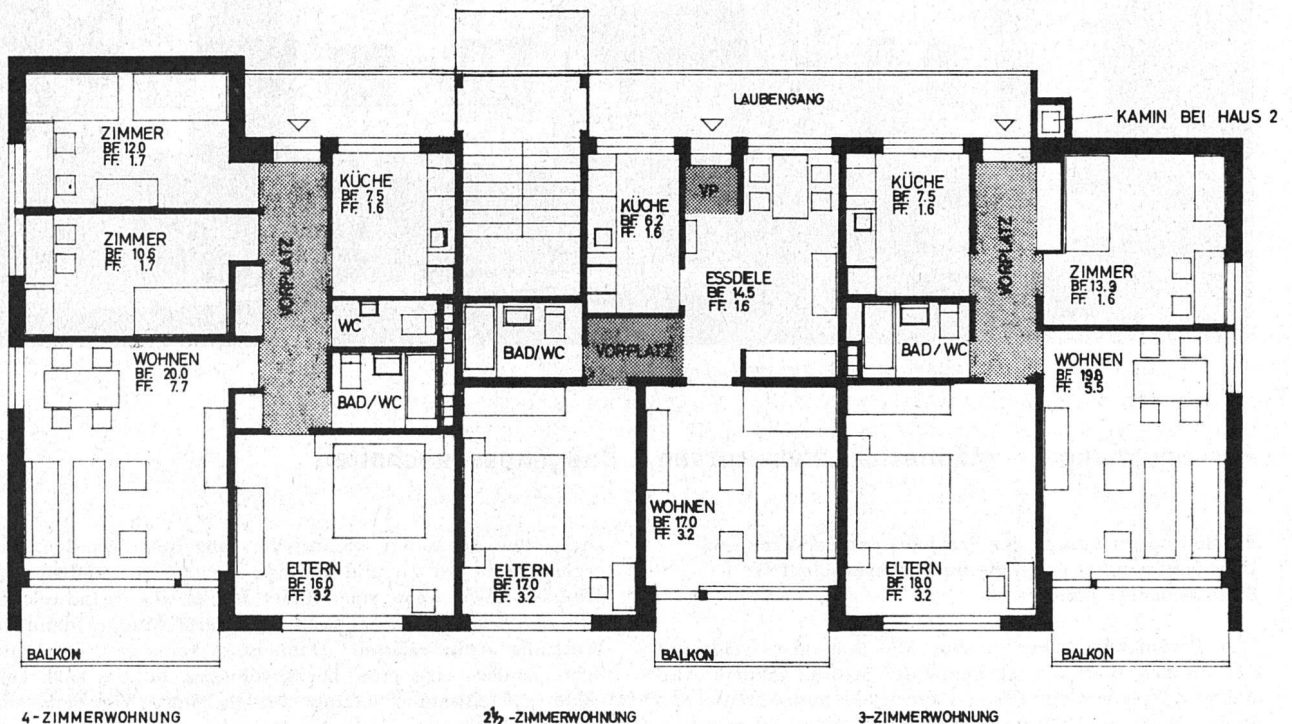 LAUBENGANG
KAMIN BEI HAUS 2
ZIMMER
BF. 12.0
FF. 1.7
KÜCHE
BF. 7.5
FF. 1.6
KÜCHE
BF. 6.2
FF. 1.6
VP
KÜCHE
BF. 7.5
FF. 1.6
ZIMMER
BF. 10.6
FF. 1.7
VORPLATZ
ESSDIELE
BF. 14.5
FF. 1.6
VORPLATZ
ZIMMER
BF. 13.9
FF. 1.6
WC
BAD/WC
VORPLATZ
BAD/WC
WOHNEN
BF. 20.0
FF. 7.7
BAD/WC
WOHNEN
BF. 19.8
FF. 5.5
WOHNEN
BF. 17.0
FF. 3.2
ELTERN
BF. 16.0
FF. 3.2
ELTERN
BF. 17.0
FF. 3.2
ELTERN
BF. 18.0
FF. 3.2
BALKON
BALKON
BALKON
4-ZIMMERWOHNUNG
2½-ZIMMERWOHNUNG
3-ZIMMERWOHNUNG